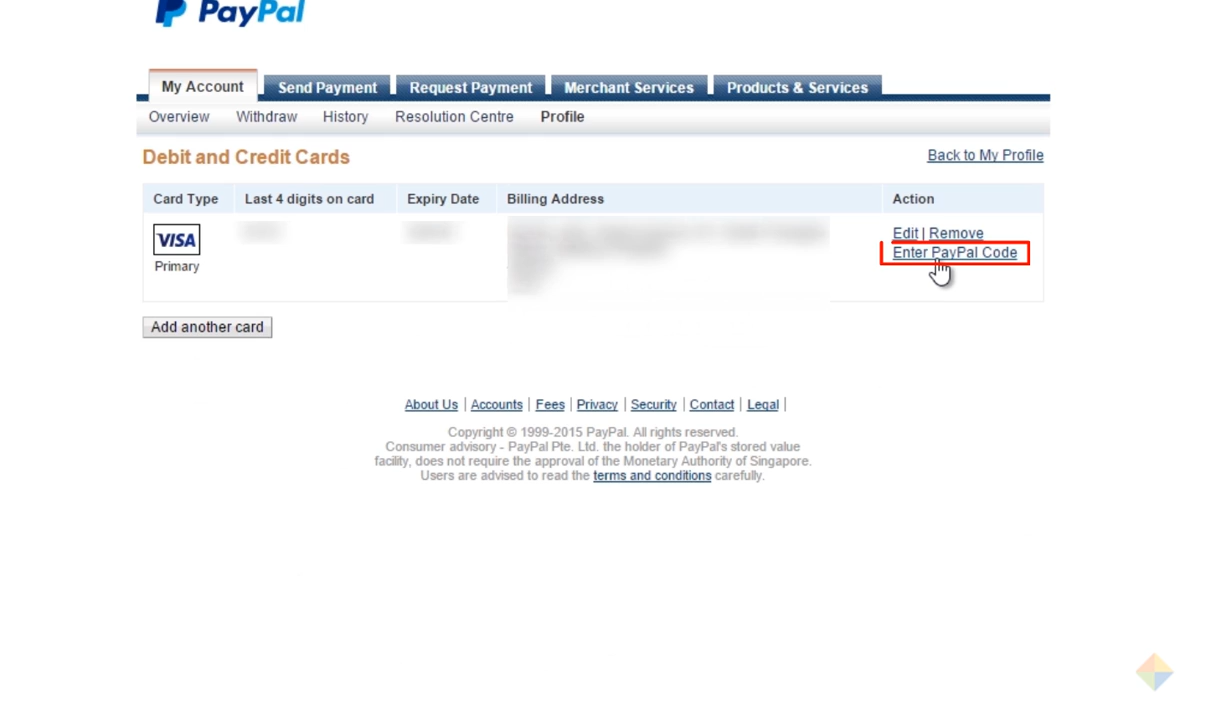 PayPal
My Account Send Payment Request Payment Merchant Services Products & Services
Overview Withdraw History Resolution Centre Profile
Debit and Credit Cards Back to My Profile
Card Type Last 4 digits on card Expiry Date Billing Address Action
VISA Edit | Remove
Enter PayPal Code
Primary
Add another card
About Us | Accounts | Fees | Privacy | Security | Contact | Legal |
Copyright © 1999-2015 PayPal. All rights reserved.
Consumer advisory - PayPal Pte. Ltd. the holder of PayPal's stored value
facility, does not require the approval of the Monetary Authority of Singapore.
Users are advised to read the terms and conditions carefully.